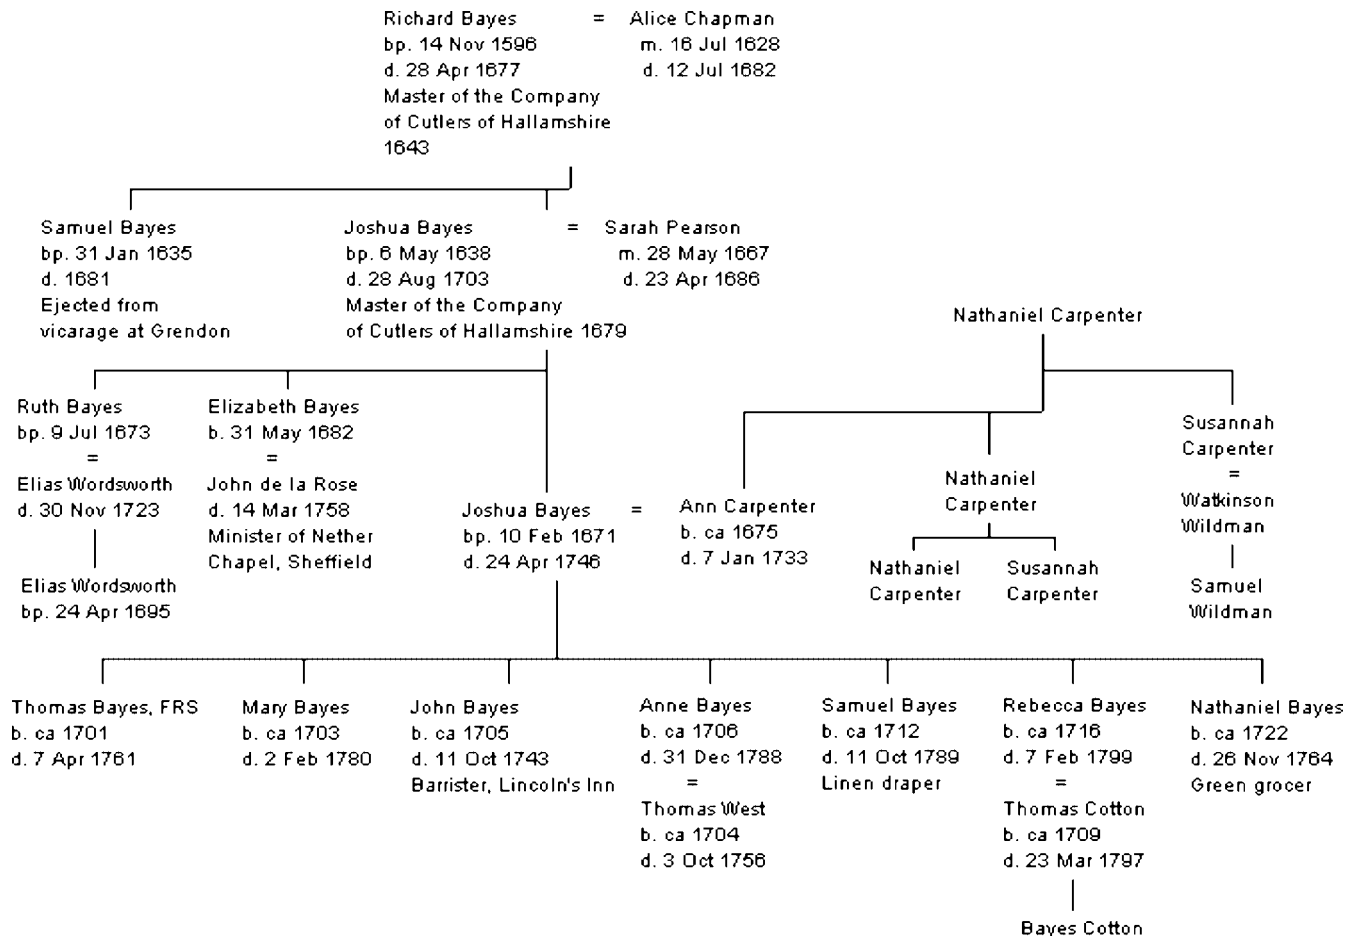 Richard Bayes = Alice Chapman
bp. 14 Nov 1596 m. 16 Jul 1628
d. 28 Apr 1677 d. 12 Jul 1682
Master of the Company
of Cutlers of Hallamshire
1643
Samuel Bayes
bp. 31 Jan 1635
d. 1681
Ejected from
vicarage at Grendon
Joshua Bayes = Sarah Pearson
bp. 6 May 1638 m. 28 May 1667
d. 28 Aug 1703 d. 23 Apr 1686
Master of the Company
of Cutlers of Hallamshire 1679
Nathaniel Carpenter
Ruth Bayes
bp. 9 Jul 1673
=
Elias Wordsworth
d. 30 Nov 1723
Elias Wordsworth
bp. 24 Apr 1695
Elizabeth Bayes
b. 31 May 1682
=
John de la Rose
d. 14 Mar 1758
Minister of Nether
Chapel, Sheffield
Joshua Bayes = Ann Carpenter
bp. 10 Feb 1671 b. ca 1675
d. 24 Apr 1746 d. 7 Jan 1733
Nathaniel
Carpenter
Nathaniel
Carpenter
Susannah
Carpenter
Susannah
Carpenter
=
Watkinson
Wildman
Samuel
Wildman
Thomas Bayes, FRS
b. ca 1701
d. 7 Apr 1761
Mary Bayes
b. ca 1703
d. 2 Feb 1780
John Bayes
b. ca 1705
d. 11 Oct 1743
Barrister, Lincoln's Inn
Anne Bayes
b. ca 1706
d. 31 Dec 1788
=
Thomas West
b. ca 1704
d. 3 Oct 1756
Samuel Bayes
b. ca 1712
d. 11 Oct 1789
Linen draper
Rebecca Bayes
b. ca 1716
d. 7 Feb 1799
=
Thomas Cotton
b. ca 1709
d. 23 Mar 1797
Bayes Cotton
Nathaniel Bayes
b. ca 1722
d. 26 Nov 1764
Green grocer